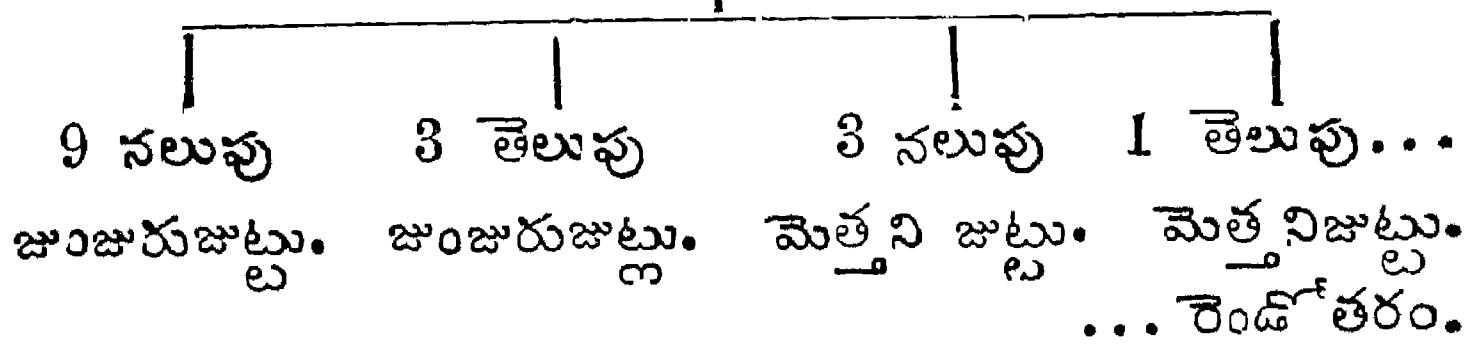 9 నలుపు 3 తెలుపు 3 నలుపు 1 తెలుపు...
జుంజురుజుట్టు. జుంజురుజుట్లు. మెత్తని జుట్టు. మెత్తనిజుట్టు.
... రెండోతరం.